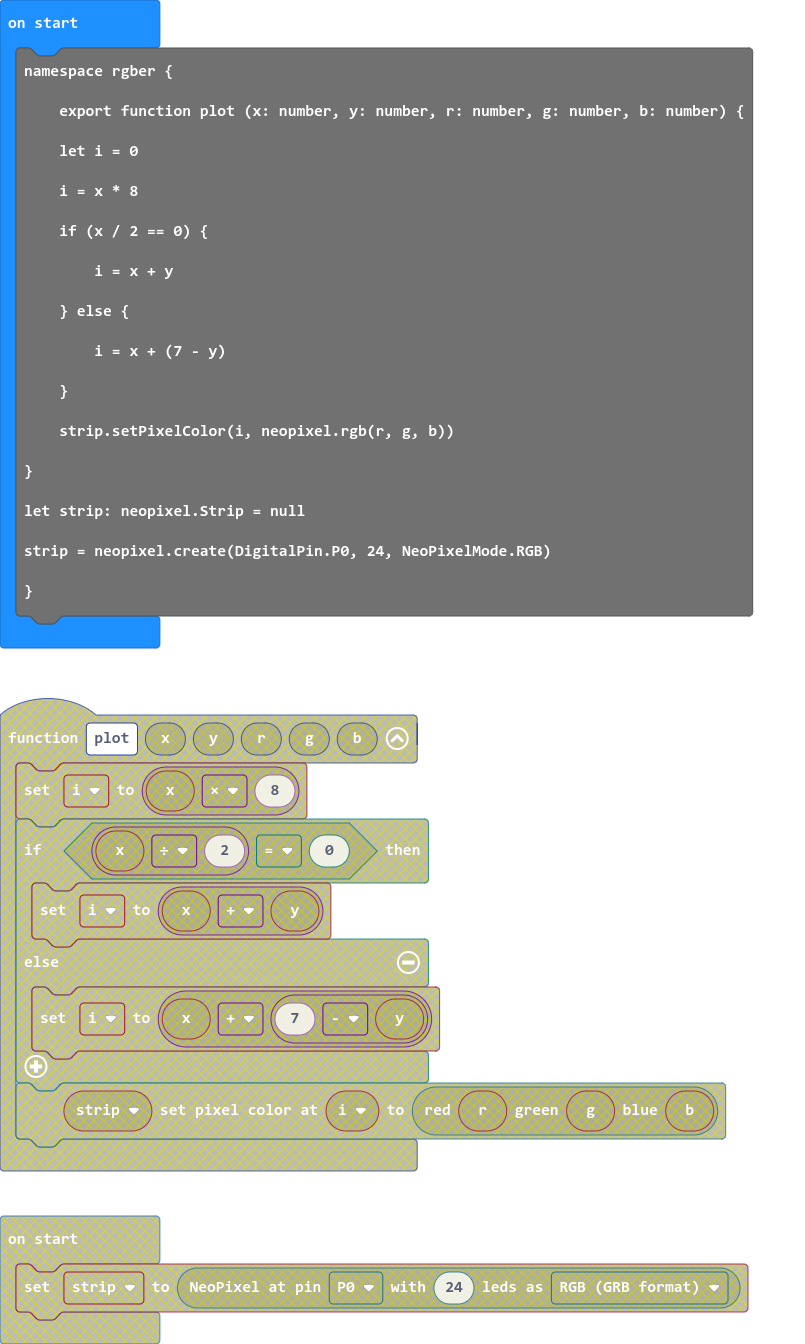 on start
namespace rgber {
export function plot (x: number, y: number, r: number, g: number, b: number) {
let i = 0
i = x * 8
if (x / 2 == 0) {
i = x + y
} else {
i = x + (7 - y)
}
strip.setPixelColor(i, neopixel.rgb(r, g, b))
}
let strip: neopixel.Strip = null
strip = neopixel.create(DigitalPin.P0, 24, NeoPixelMode.RGB)
}
function plot x y r g b
set i to x × 8
if x ÷ 2 = 0 then
set i to x + y
else
set i to x + 7 - y
strip set pixel color at i to red r green g blue b
on start
set strip to NeoPixel at pin P0 with 24 leds as RGB (GRB format)